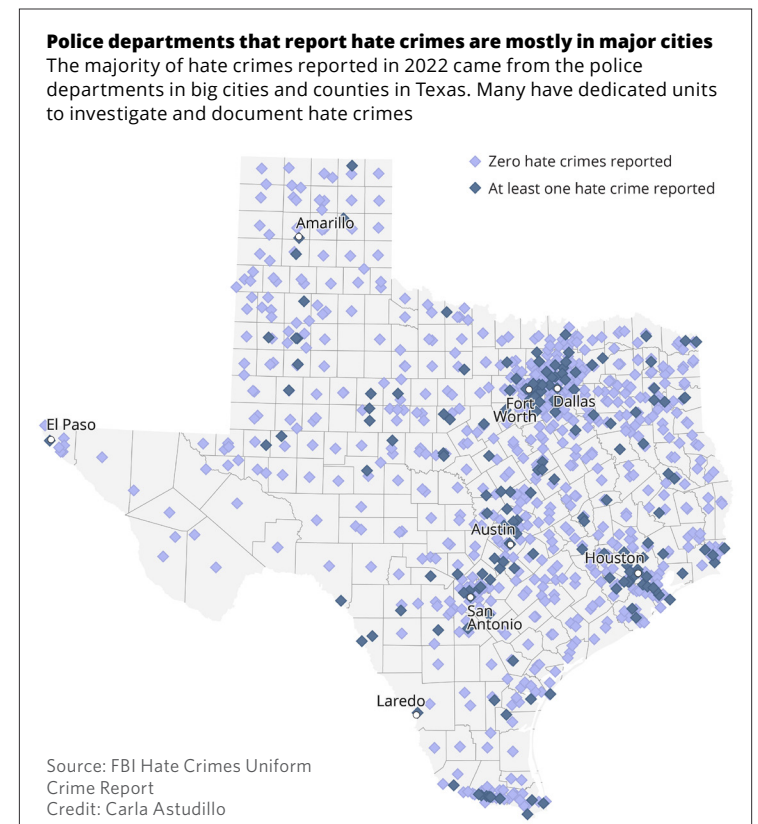 Police departments that report hate crimes are mostly in major cities
The majority of hate crimes reported in 2022 came from the police
departments in big cities and counties in Texas. Many have dedicated units
to investigate and document hate crimes
Zero hate crimes reported
At least one hate crime reported
Amarillo
El Paso
Fort
Worth
Dallas
Austin
Houston
San
Antonio
Laredo
Source: FBI Hate Crimes Uniform
Crime Report
Credit: Carla Astudillo